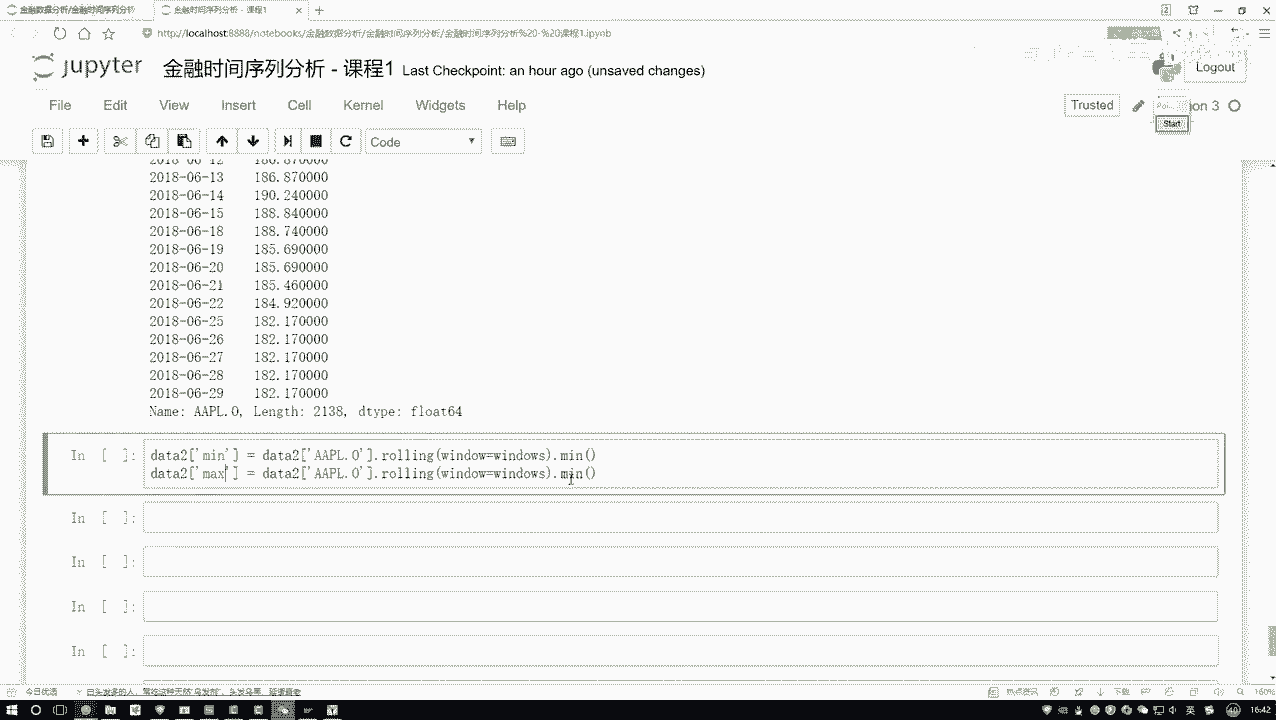 金融数据分析/金融时间序列分析
金融时间序列分析 - 课程1
http://localhost:8888/notebooks/金融数据分析/金融时间序列分析/金融时间序列分析%20-%20课程1.ipynb
jupyter 金融时间序列分析 - 课程1 Last Checkpoint: an hour ago (unsaved changes)
Logout
File Edit View Insert Cell Kernel Widgets Help
Trusted
on 3
Start
Code
2018-06-12 186.870000
2018-06-13 186.870000
2018-06-14 190.240000
2018-06-15 188.840000
2018-06-18 188.740000
2018-06-19 185.690000
2018-06-20 185.690000
2018-06-21 185.460000
2018-06-22 184.920000
2018-06-25 182.170000
2018-06-26 182.170000
2018-06-27 182.170000
2018-06-28 182.170000
2018-06-29 182.170000
Name: AAPL.O, Length: 2138, dtype: float64
In [ ]: data2['min'] = data2['AAPL.O'].rolling(window=windows).min()
data2['max'] = data2['AAPL.O'].rolling(window=windows).min()
In [ ]:
In [ ]:
In [ ]:
In [ ]:
今日优选
下载
160%
英
16:42